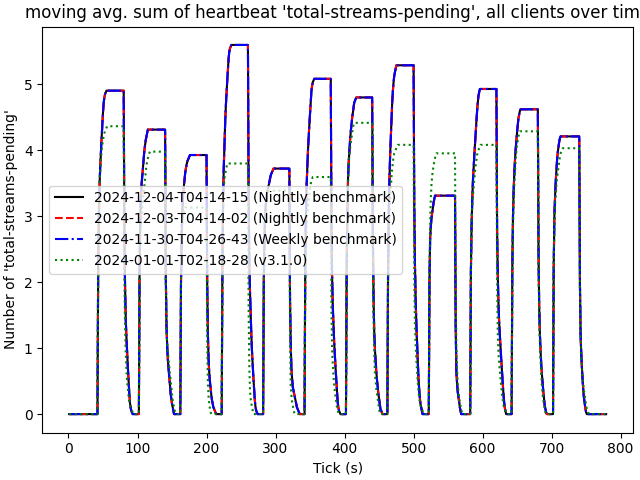 moving avg. sum of heartbeat 'total-streams-pending', all clients over tim
Number of 'total-streams-pending'
5
4
3
2
1
0
2024-12-04-T04-14-15 (Nightly benchmark)
2024-12-03-T04-14-02 (Nightly benchmark)
2024-11-30-T04-26-43 (Weekly benchmark)
2024-01-01-T02-18-28 (v3.1.0)
0 100 200 300 400 500 600 700 800
Tick (s)